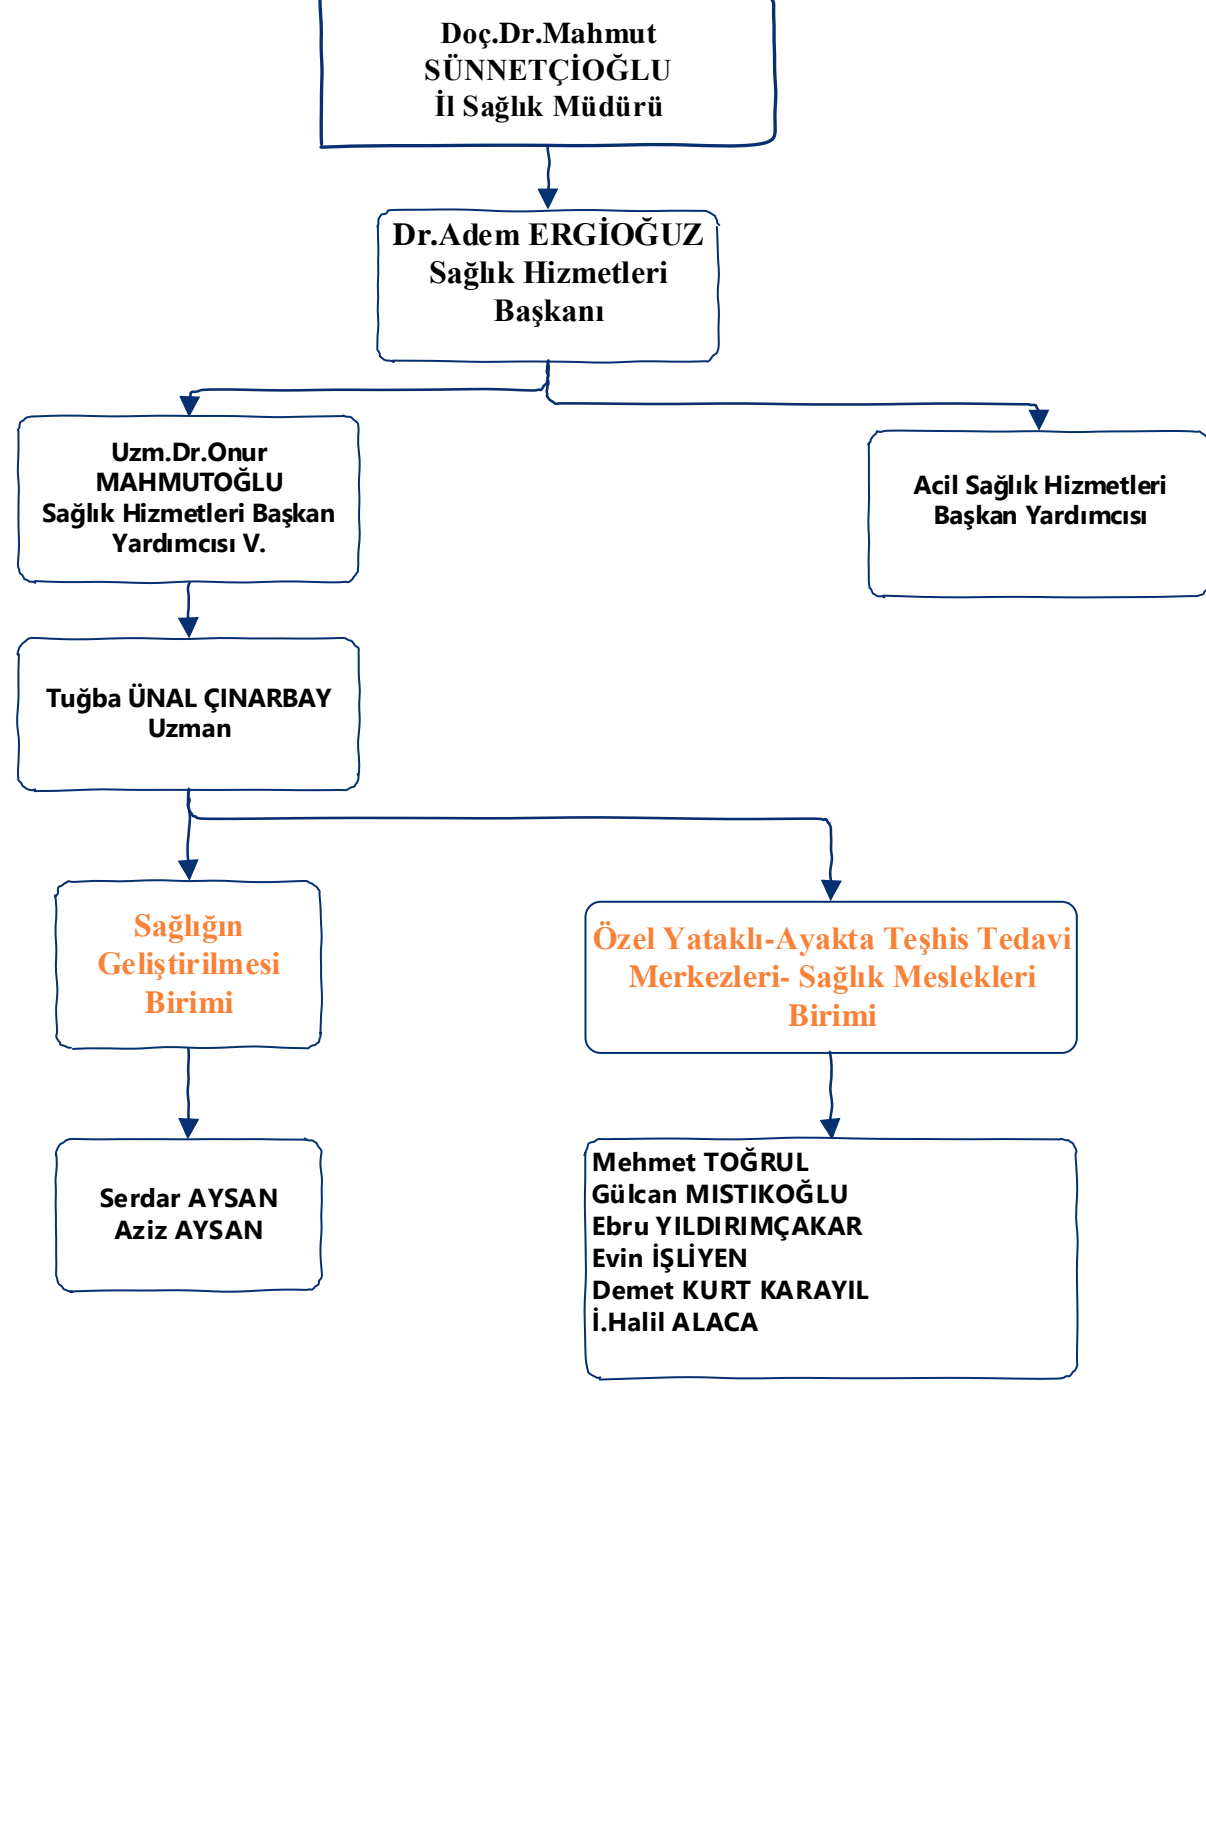 Doç.Dr.Mahmut
SÜNNETÇİOĞLU
İl Sağlık Müdürü
Dr.Adem ERGİOĞUZ
Sağlık Hizmetleri
Başkanı
Uzm.Dr.Onur
MAHMUTOĞLU
Sağlık Hizmetleri Başkan
Yardımcısı V.
Acil Sağlık Hizmetleri
Başkan Yardımcısı
Tuğba ÜNAL ÇINARBAY
Uzman
Sağlığın
Geliştirilmesi
Birimi
Özel Yataklı-Ayakta Teşhis Tedavi
Merkezleri- Sağlık Meslekleri
Birimi
Serdar AYSAN
Aziz AYSAN
Mehmet TOĞRUL
Gülcan MISTIKOĞLU
Ebru YILDIRIMÇAKAR
Evin İŞLİYEN
Demet KURT KARAYIL
İ.Halil ALACA